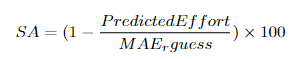 SA = (1 − PredictedEffort / MAE_rguess) × 100